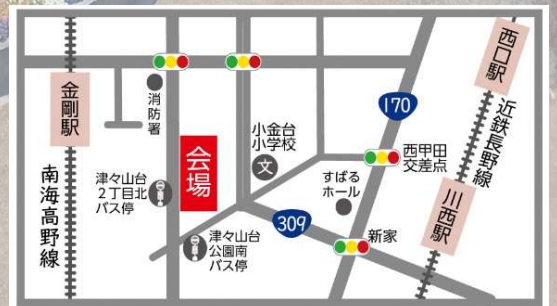 西口駅
170
近鉄長野線
川西駅
西甲田
交差点
新家
すばる
ホール
309
小金台
小学校
文
会場
消防署
津々山台
2丁目北
バス停
津々山台
公園南
バス停
金剛駅
南海高野線